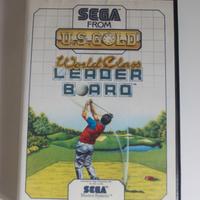 SEGA
FROM
U.S. GOLD
World Class
LEADER
BOARD
SEGA